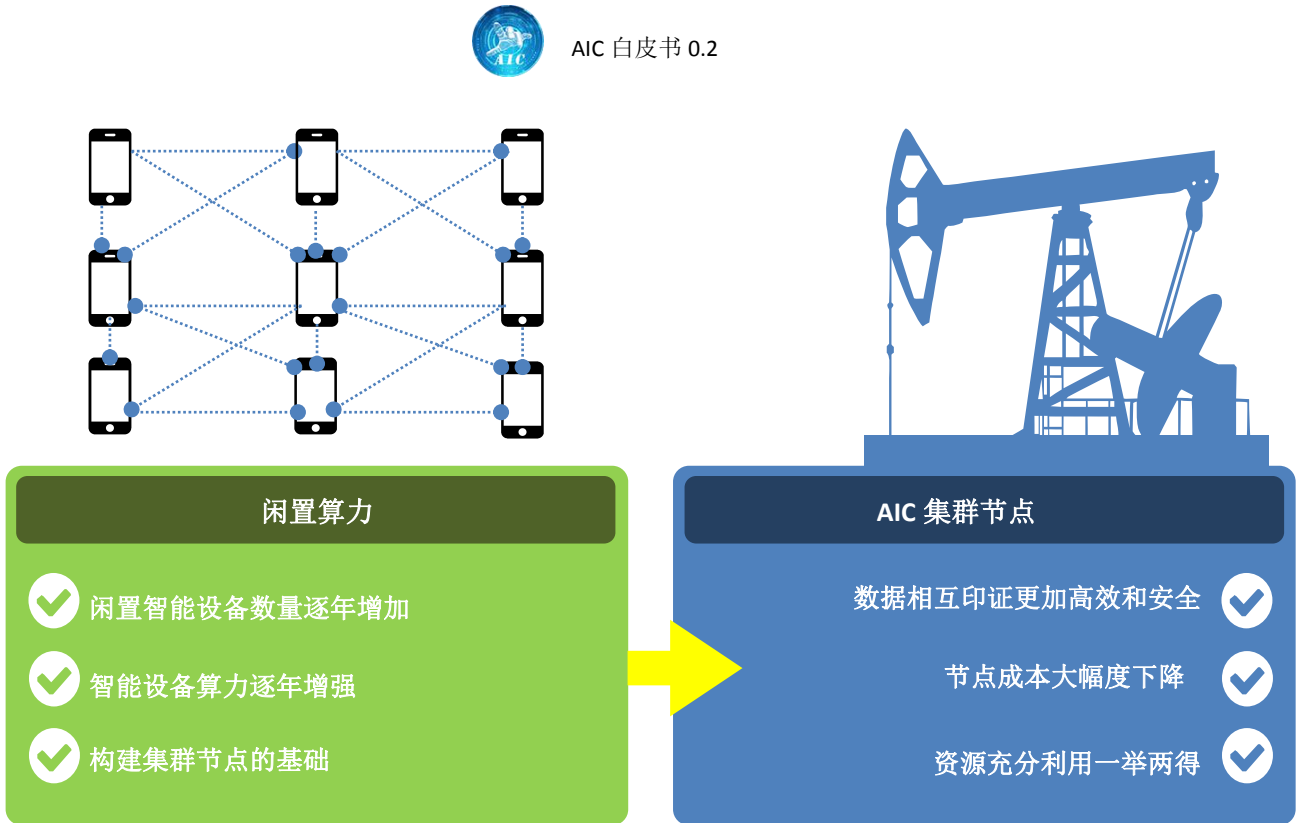 AIC
AIC 白皮书 0.2
闲置算力
闲置智能设备数量逐年增加
智能设备算力逐年增强
构建集群节点的基础
AIC 集群节点
数据相互印证更加高效和安全
节点成本大幅度下降
资源充分利用一举两得